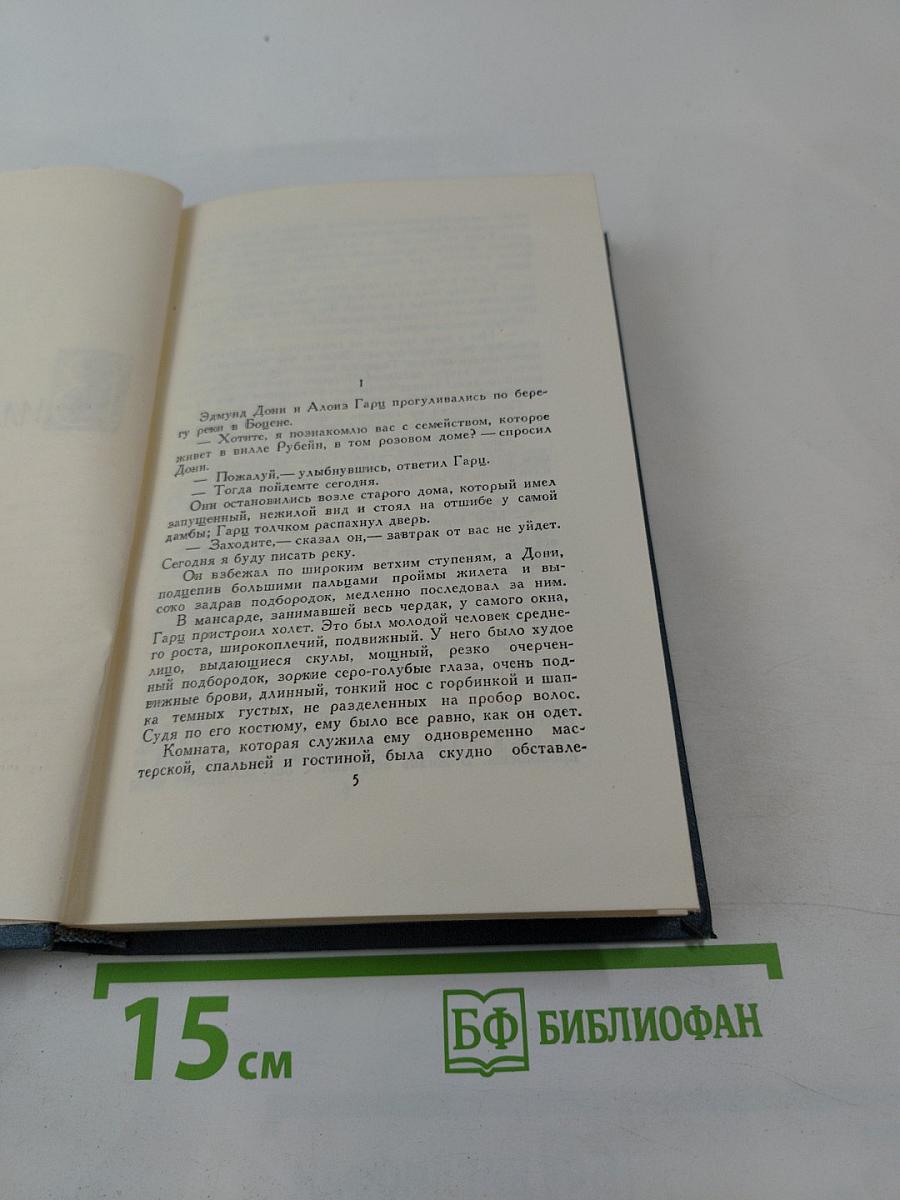 I
Эдмунд Дони и Алоиз Гарц прогуливались по бере-
гу реки в Боцене.
— Хотите, я познакомлю вас с семейством, которое
живет в вилле Рубейн, в том розовом доме? — спросил
Дони.
— Пожалуй,— улыбнувшись, ответил Гарц.
— Тогда пойдемте сегодня.
Они остановились возле старого дома, который имел
запущенный, нежилой вид и стоял на отшибе у самой
дамбы; Гарц толчком распахнул дверь.
— Заходите,— сказал он,— завтрак от вас не уйдет.
Сегодня я буду писать реку.
Он взбежал по широким ветхим ступеням, а Дони,
подцепив большими пальцами проймы жилета и вы-
соко задрав подбородок, медленно последовал за ним.
В мансарде, занимавшей весь чердак, у самого окна,
Гарц пристроил холст. Это был молодой человек средне-
го роста, широкоплечий, подвижный. У него было худое
лицо, выдающиеся скулы, мощный, резко очерчен-
ный подбородок, зоркие серо-голубые глаза, очень под-
вижные брови, длинный, тонкий нос с горбинкой и шап-
ка темных густых, не разделенных на пробор волос.
Судя по его костюму, ему было все равно, как он одет.
Комната, которая служила ему одновременно мас-
терской, спальней и гостиной, была скудно обставле-
5
15 см
БФ БИБЛИОФАН